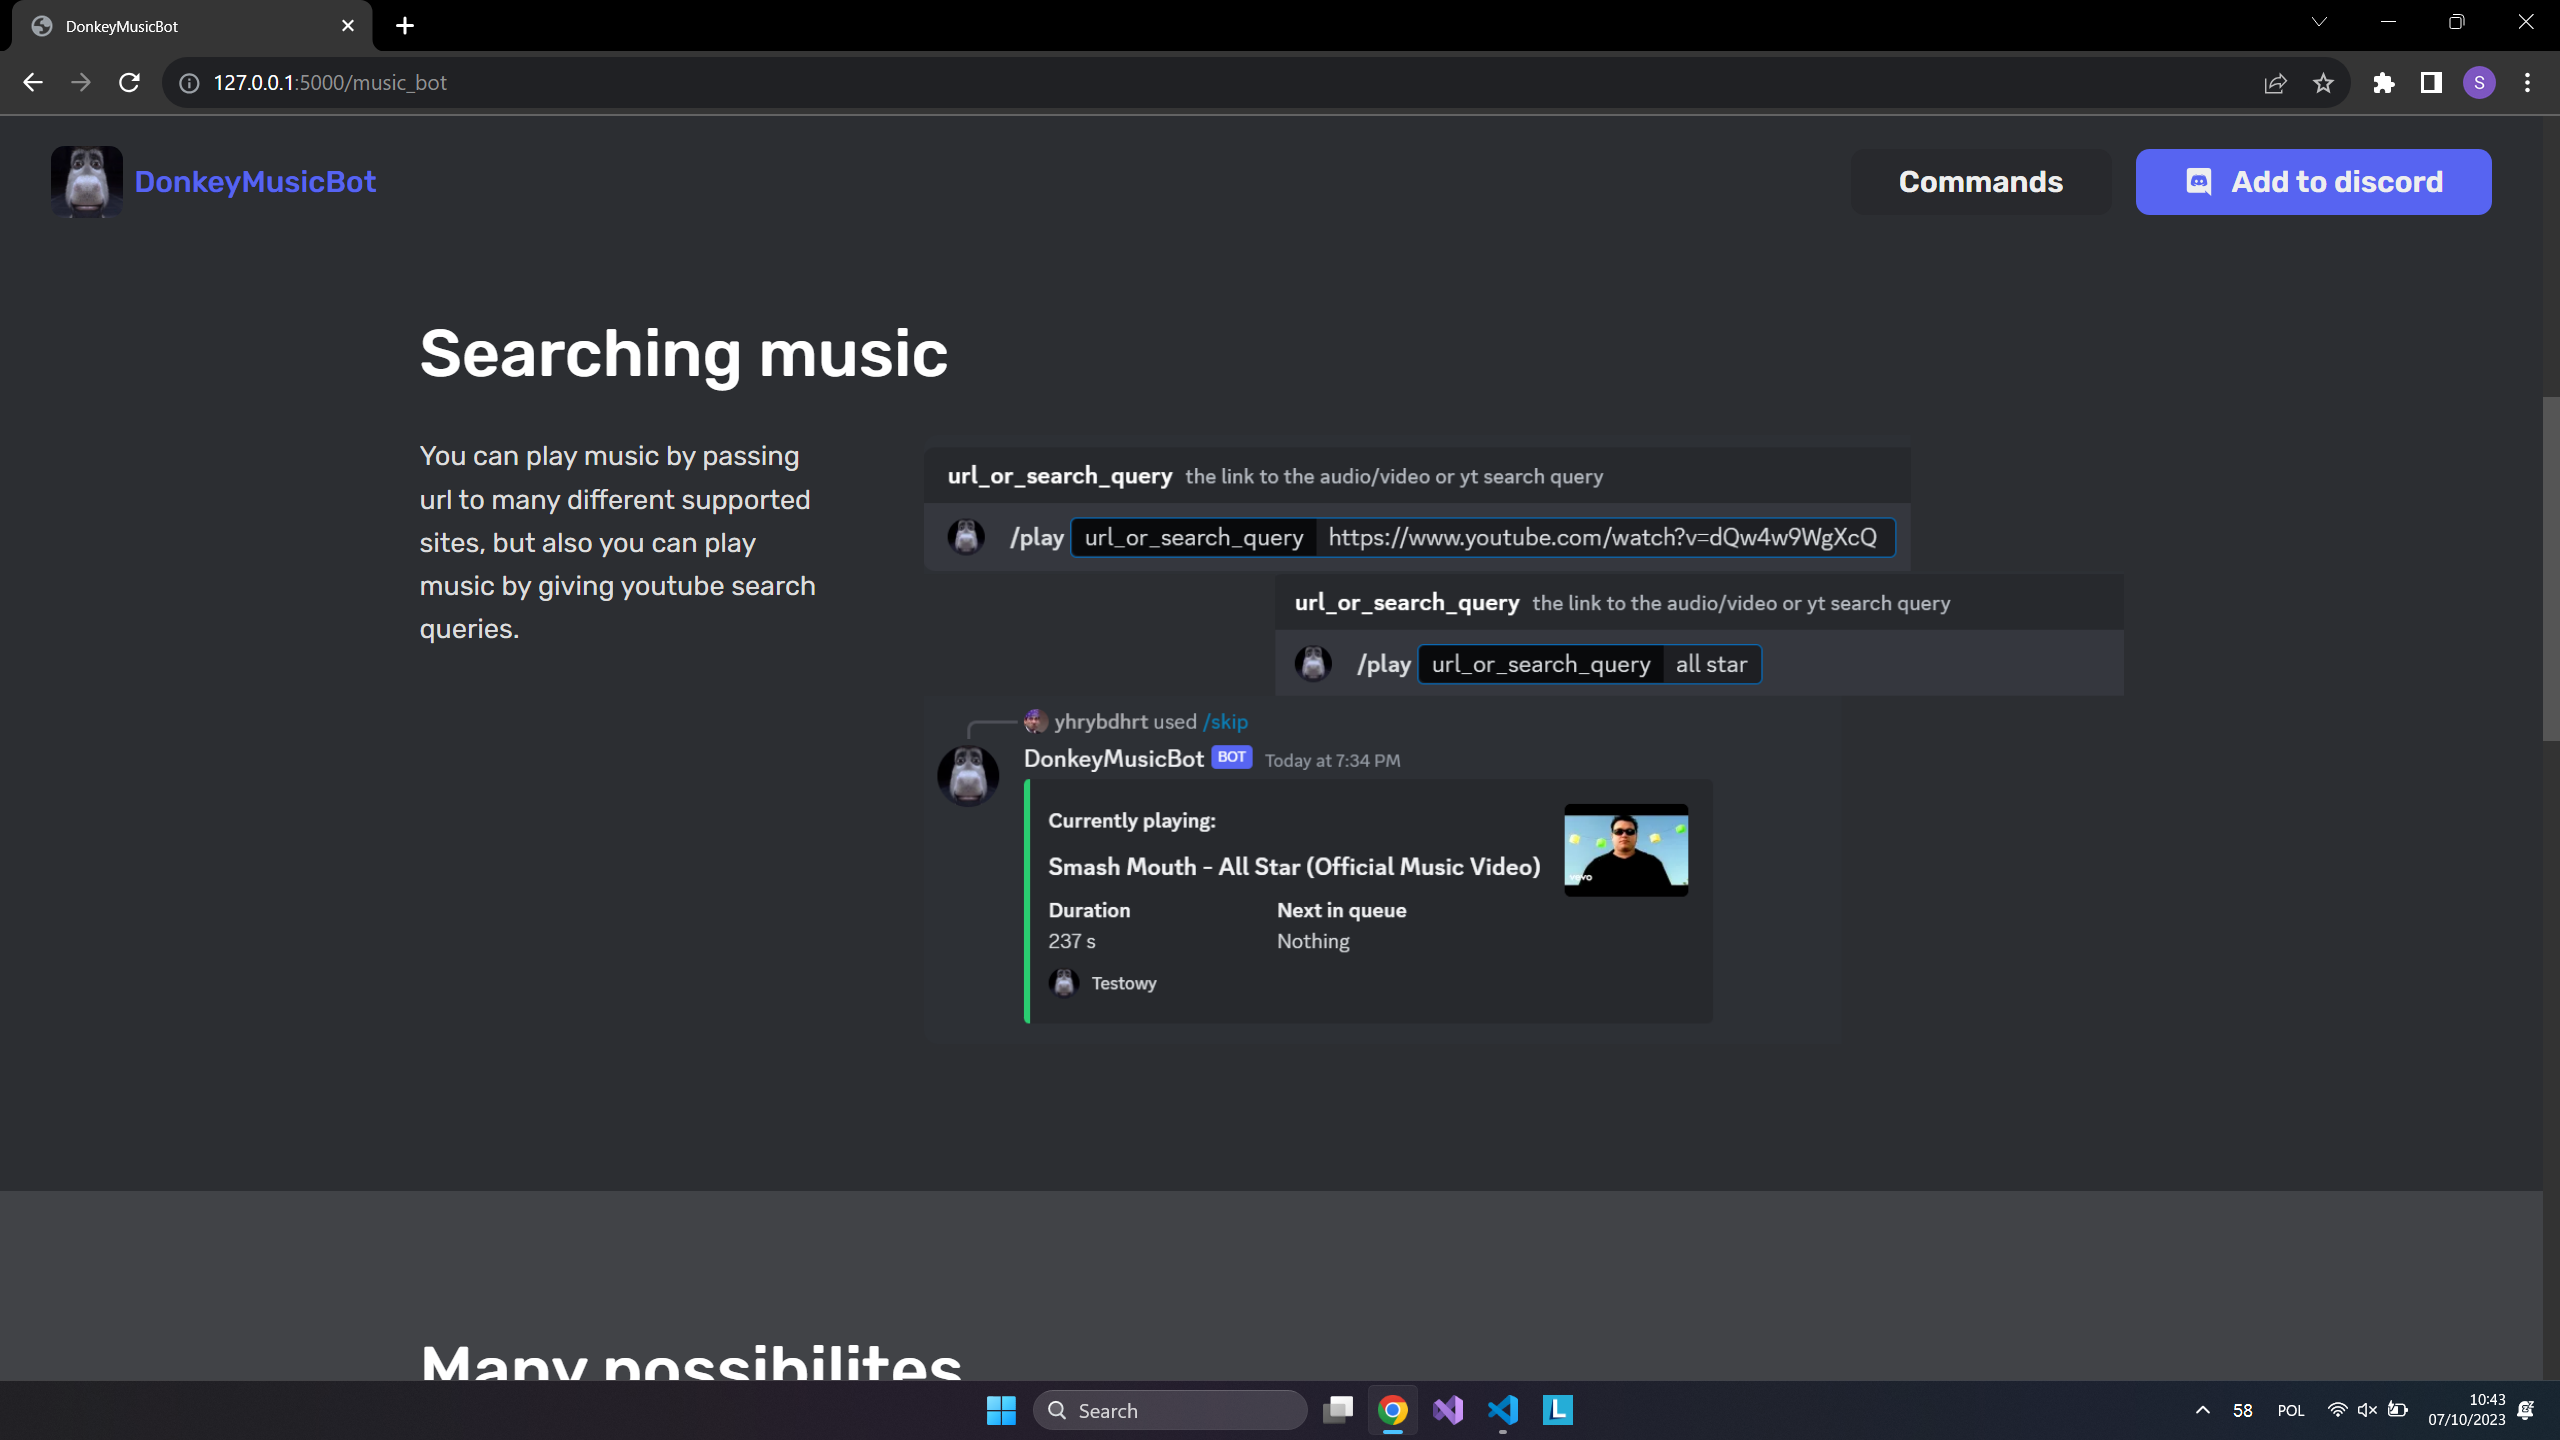 DonkeyMusicBot
127.0.0.1:5000/music_bot
S
DonkeyMusicBot
Commands
Add to discord
Searching music
You can play music by passing
url to many different supported
sites, but also you can play
music by giving youtube search
queries.
url_or_search_query the link to the audio/video or yt search query
/play url_or_search_query https://www.youtube.com/watch?v=dQw4w9WgXcQ
url_or_search_query the link to the audio/video or yt search query
/play url_or_search_query all star
yhrybdhrt used /skip
DonkeyMusicBot BOT Today at 7:34 PM
Currently playing:
Smash Mouth - All Star (Official Music Video)
vevo
Duration Next in queue
237 s Nothing
Testowy
Many possibilites
Search
L
58
POL
10:43
07/10/2023